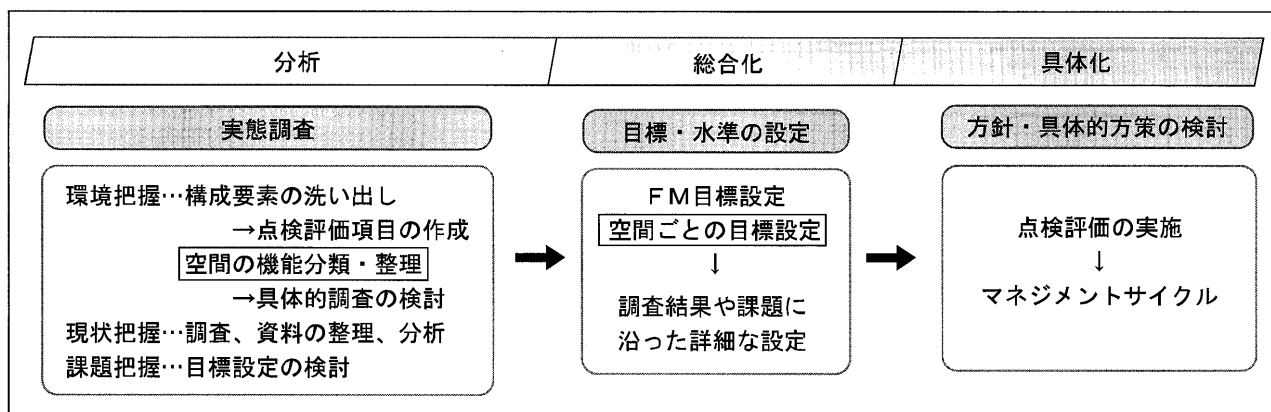 分析
総合化
具体化
実態調査
環境把握…構成要素の洗い出し
→点検評価項目の作成
空間の機能分類・整理
→具体的調査の検討
現状把握…調査、資料の整理、分析
課題把握…目標設定の検討
目標・水準の設定
FM目標設定
空間ごとの目標設定
↓
調査結果や課題に
沿った詳細な設定
方針・具体的方策の検討
点検評価の実施
↓
マネジメントサイクル